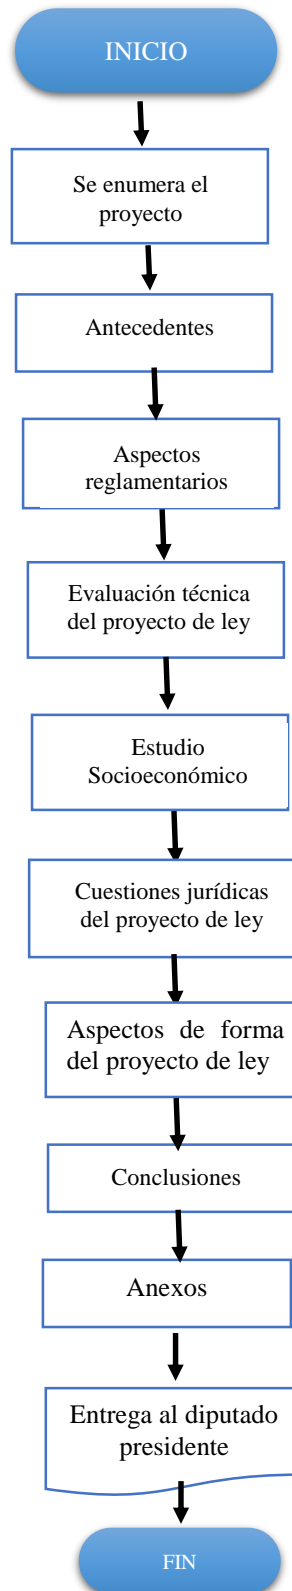 INICIO
Se enumera el
proyecto
Antecedentes
Aspectos
reglamentarios
Evaluación técnica
del proyecto de ley
Estudio
Socioeconómico
Cuestiones jurídicas
del proyecto de ley
Aspectos de forma
del proyecto de ley
Conclusiones
Anexos
Entrega al diputado
presidente
FIN